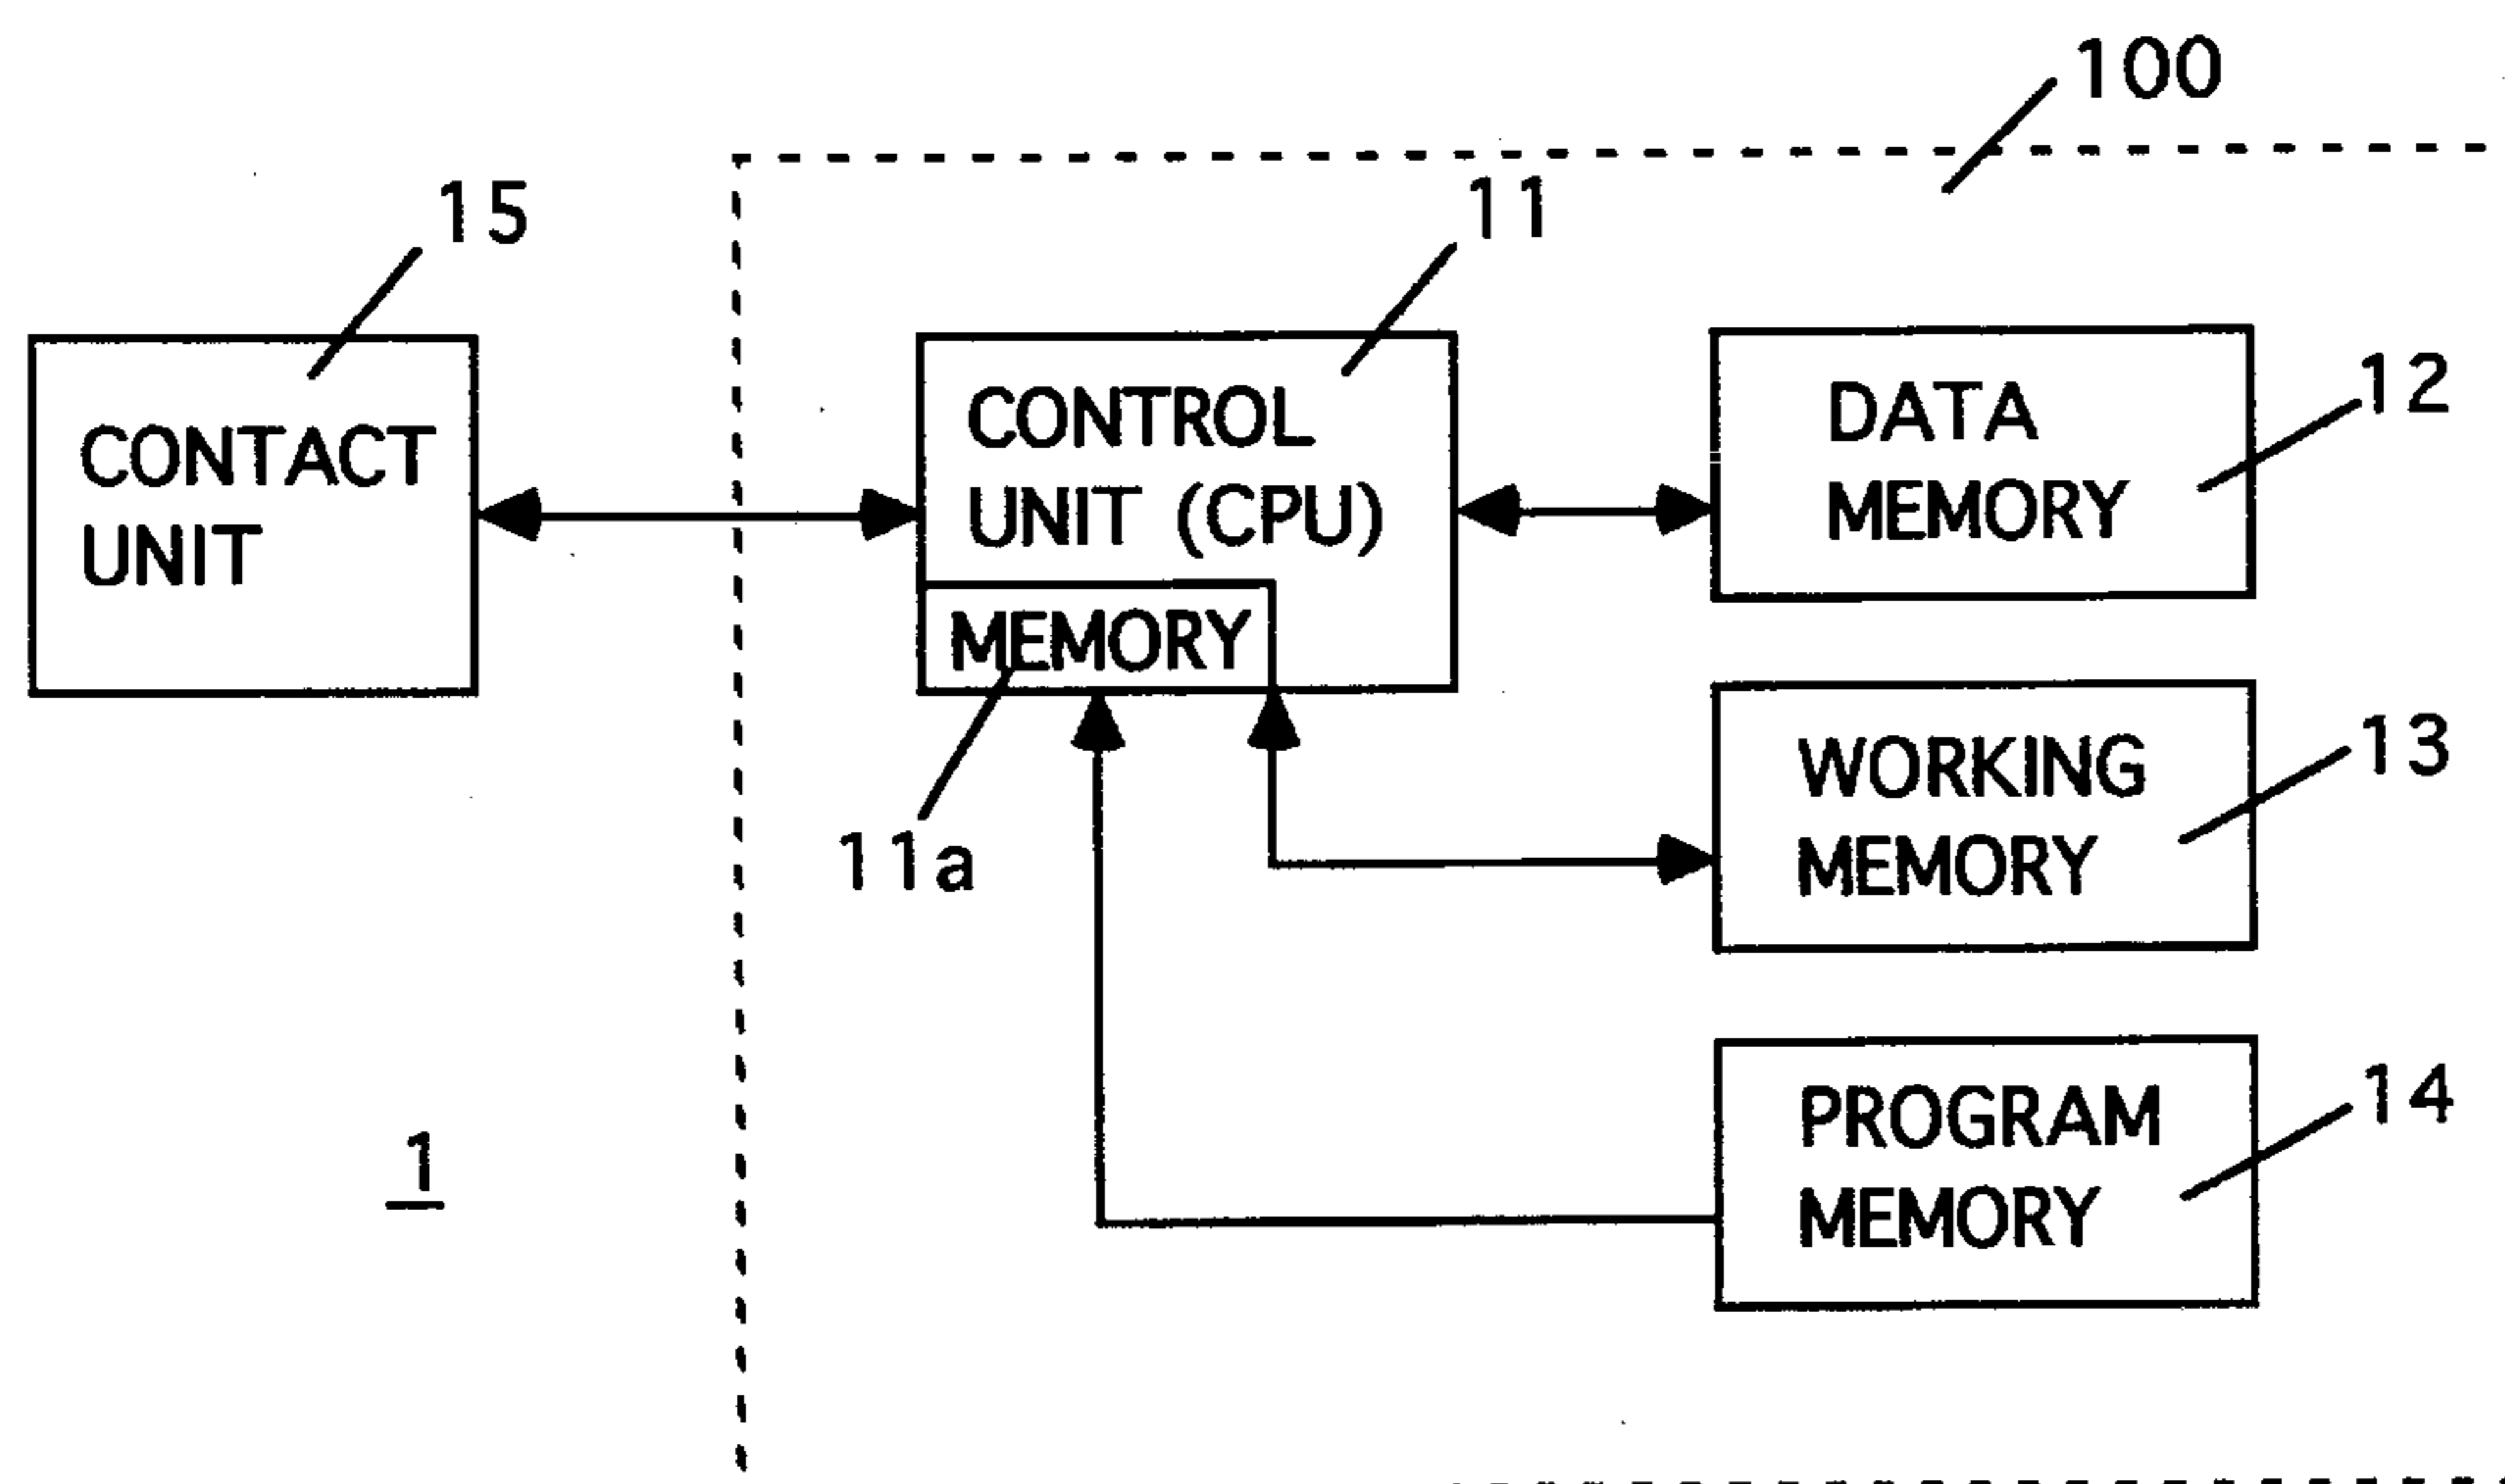 100
15
11
CONTACT
UNIT
CONTROL
UNIT (CPU)
MEMORY
11a
DATA
MEMORY
12
WORKING
MEMORY
13
PROGRAM
MEMORY
14
1